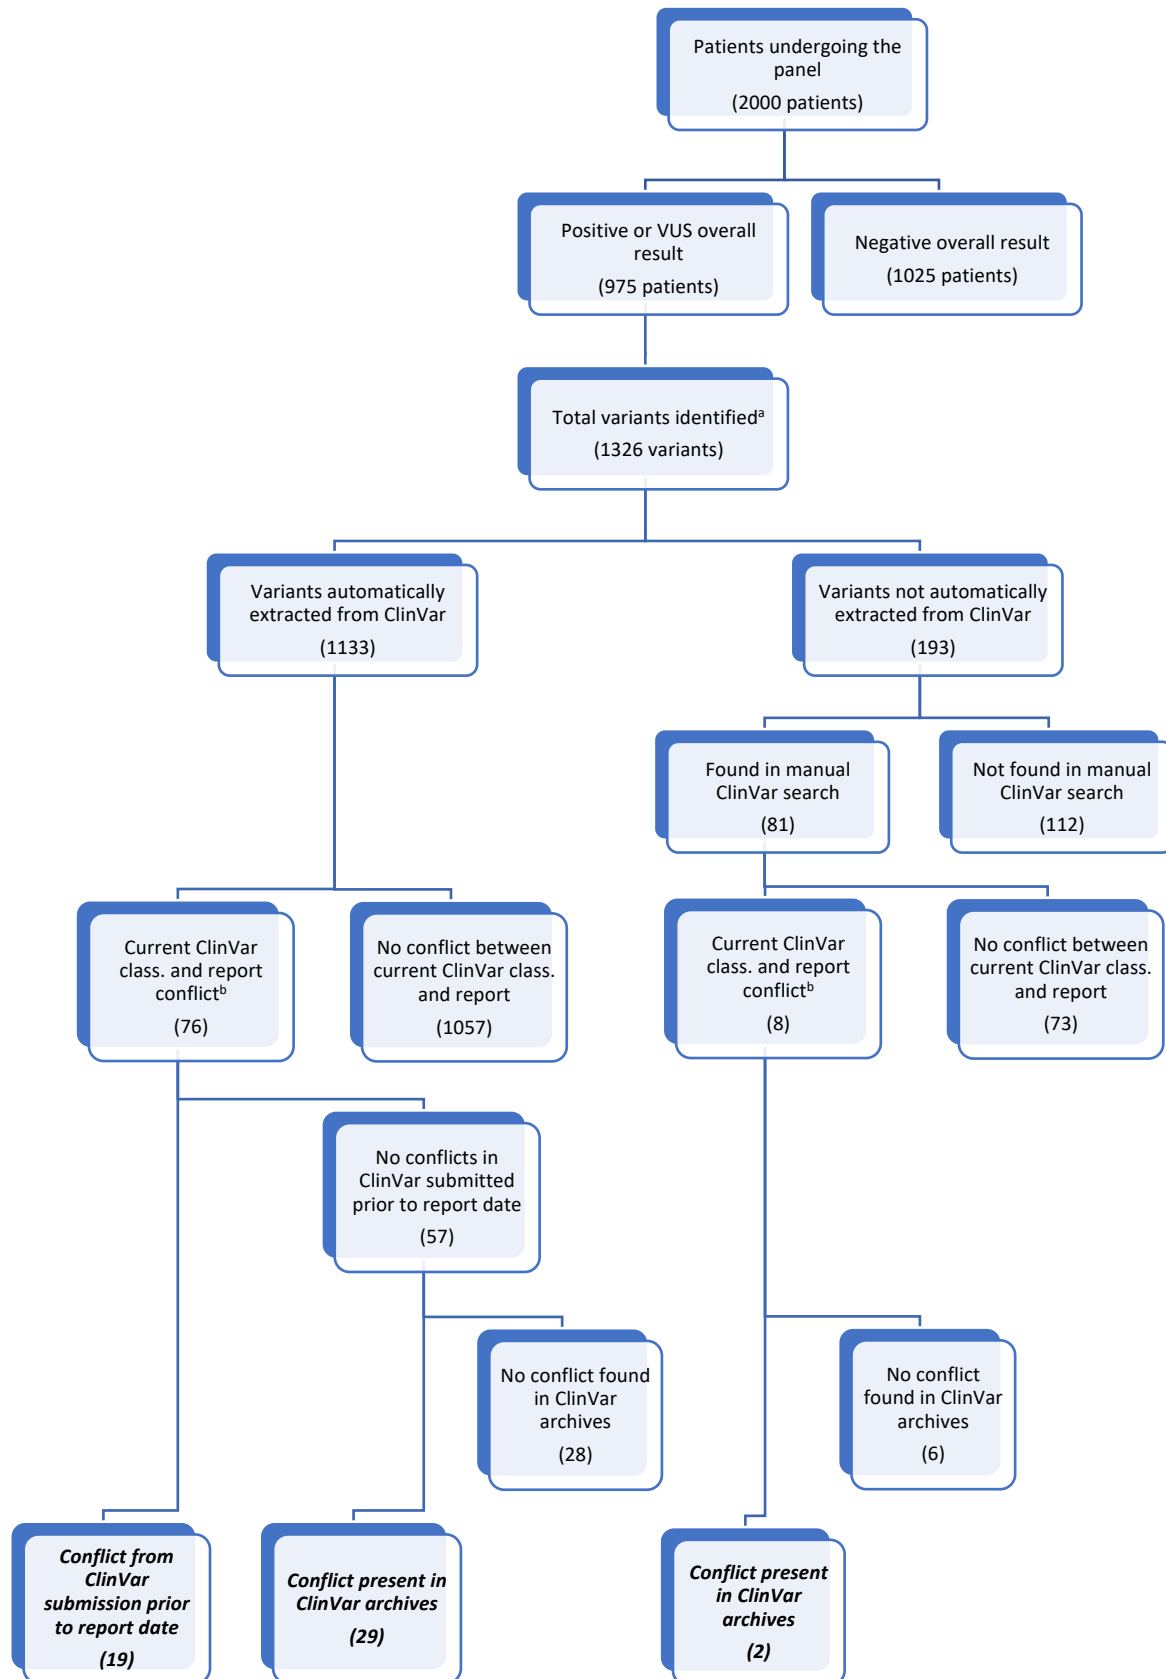 Patients undergoing the
panel
(2000 patients)
Positive or VUS overall
result
(975 patients)
Negative overall result
(1025 patients)
Total variants identifiedᵃ
(1326 variants)
Variants automatically
extracted from ClinVar
(1133)
Variants not automatically
extracted from ClinVar
(193)
Found in manual
ClinVar search
(81)
Not found in manual
ClinVar search
(112)
Current ClinVar
class. and report
conflictᵇ
(76)
No conflict between
current ClinVar class.
and report
(1057)
Current ClinVar
class. and report
conflictᵇ
(8)
No conflict between
current ClinVar class.
and report
(73)
No conflicts in
ClinVar submitted
prior to report date
(57)
No conflict found
in ClinVar
archives
(28)
No conflict
found in ClinVar
archives
(6)
Conflict from
ClinVar
submission prior
to report date
(19)
Conflict present in
ClinVar archives
(29)
Conflict present
in ClinVar
archives
(2)